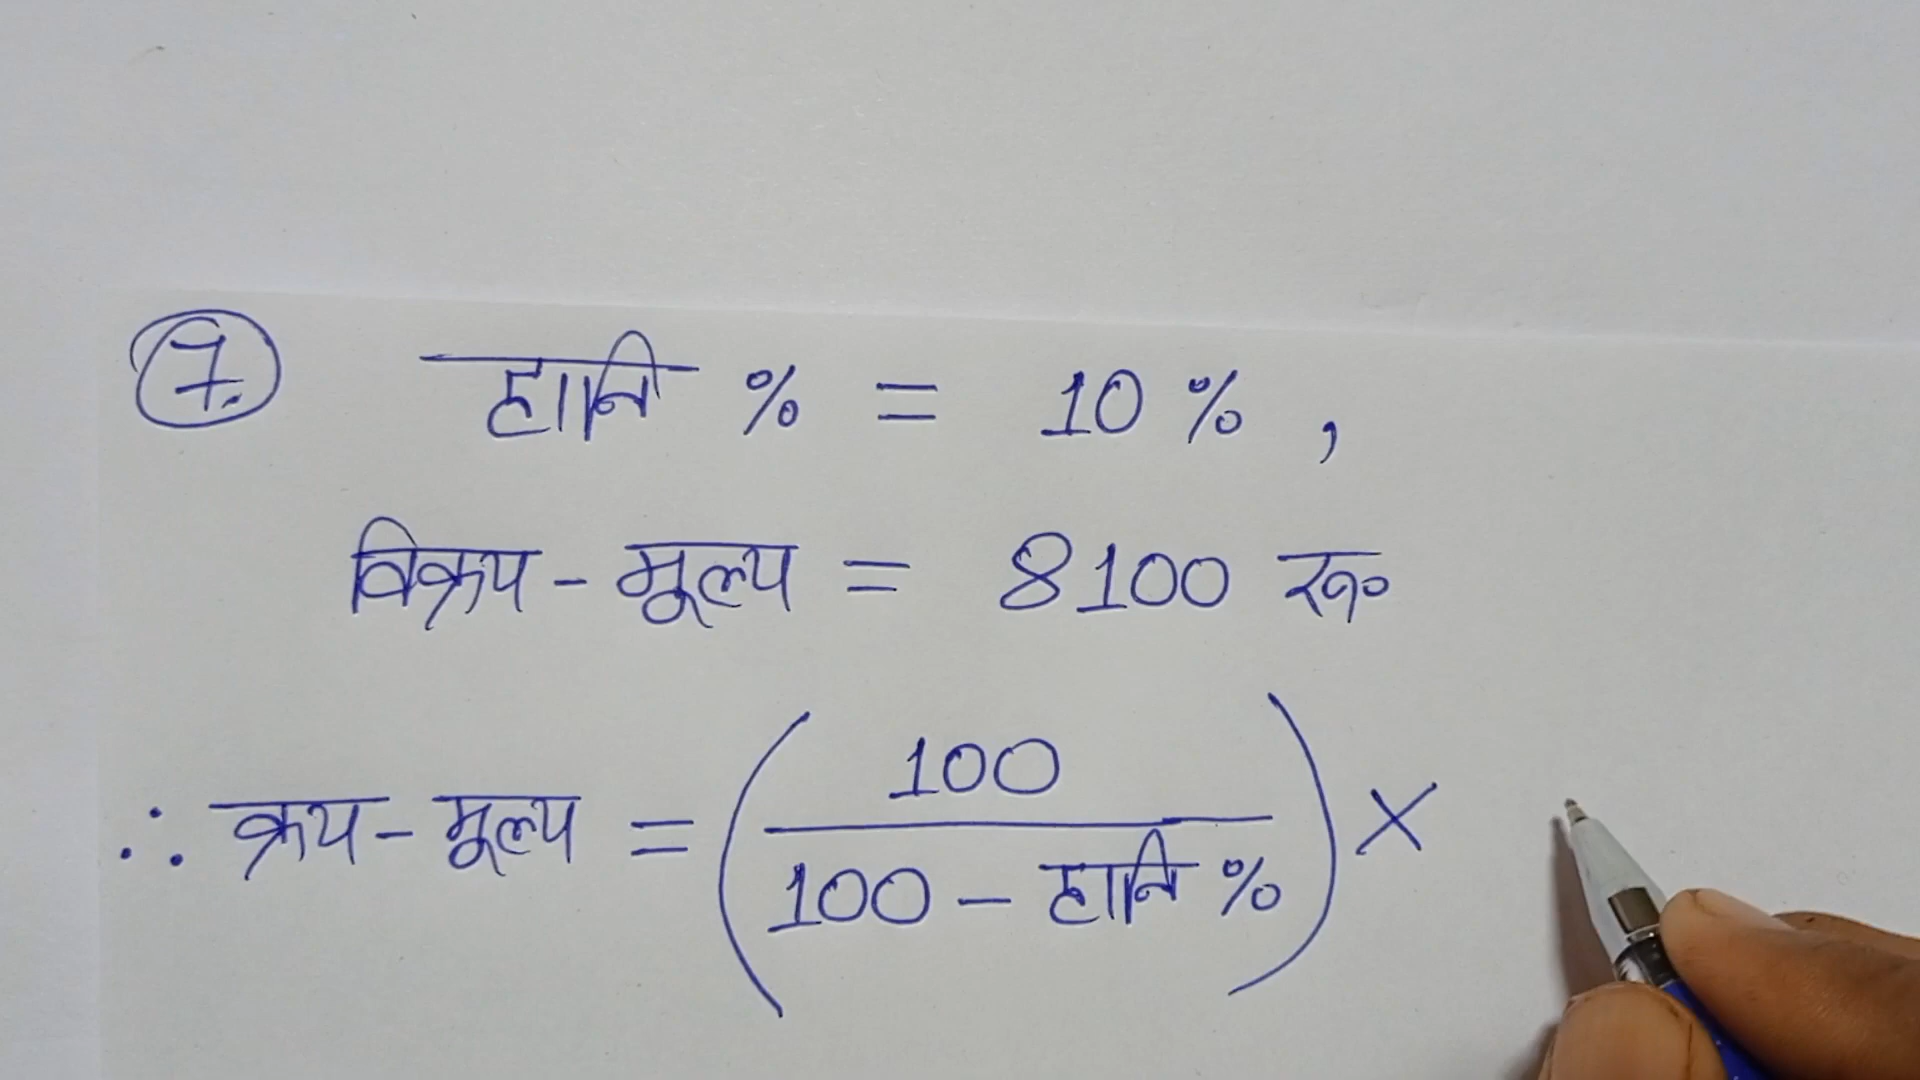 7. हानि % = 10 % ,
विक्रय - मूल्य = 8100 रू०
∴ क्रय - मूल्य = ( 100 / 100 - हानि % ) ×